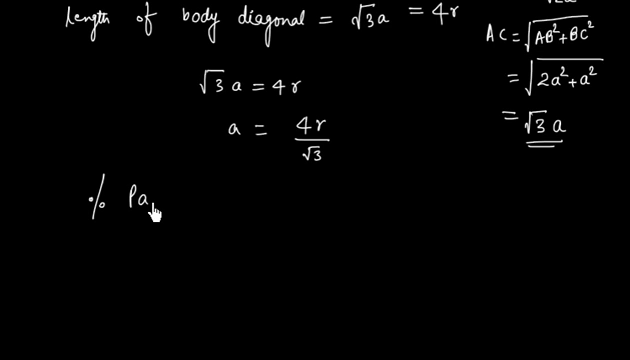 length of body diagonal = √3a = 4r
√3 a = 4r
a = 4r/√3
% Pa
AC = √(AB² + BC²)
= √(2a² + a²)
= √3 a